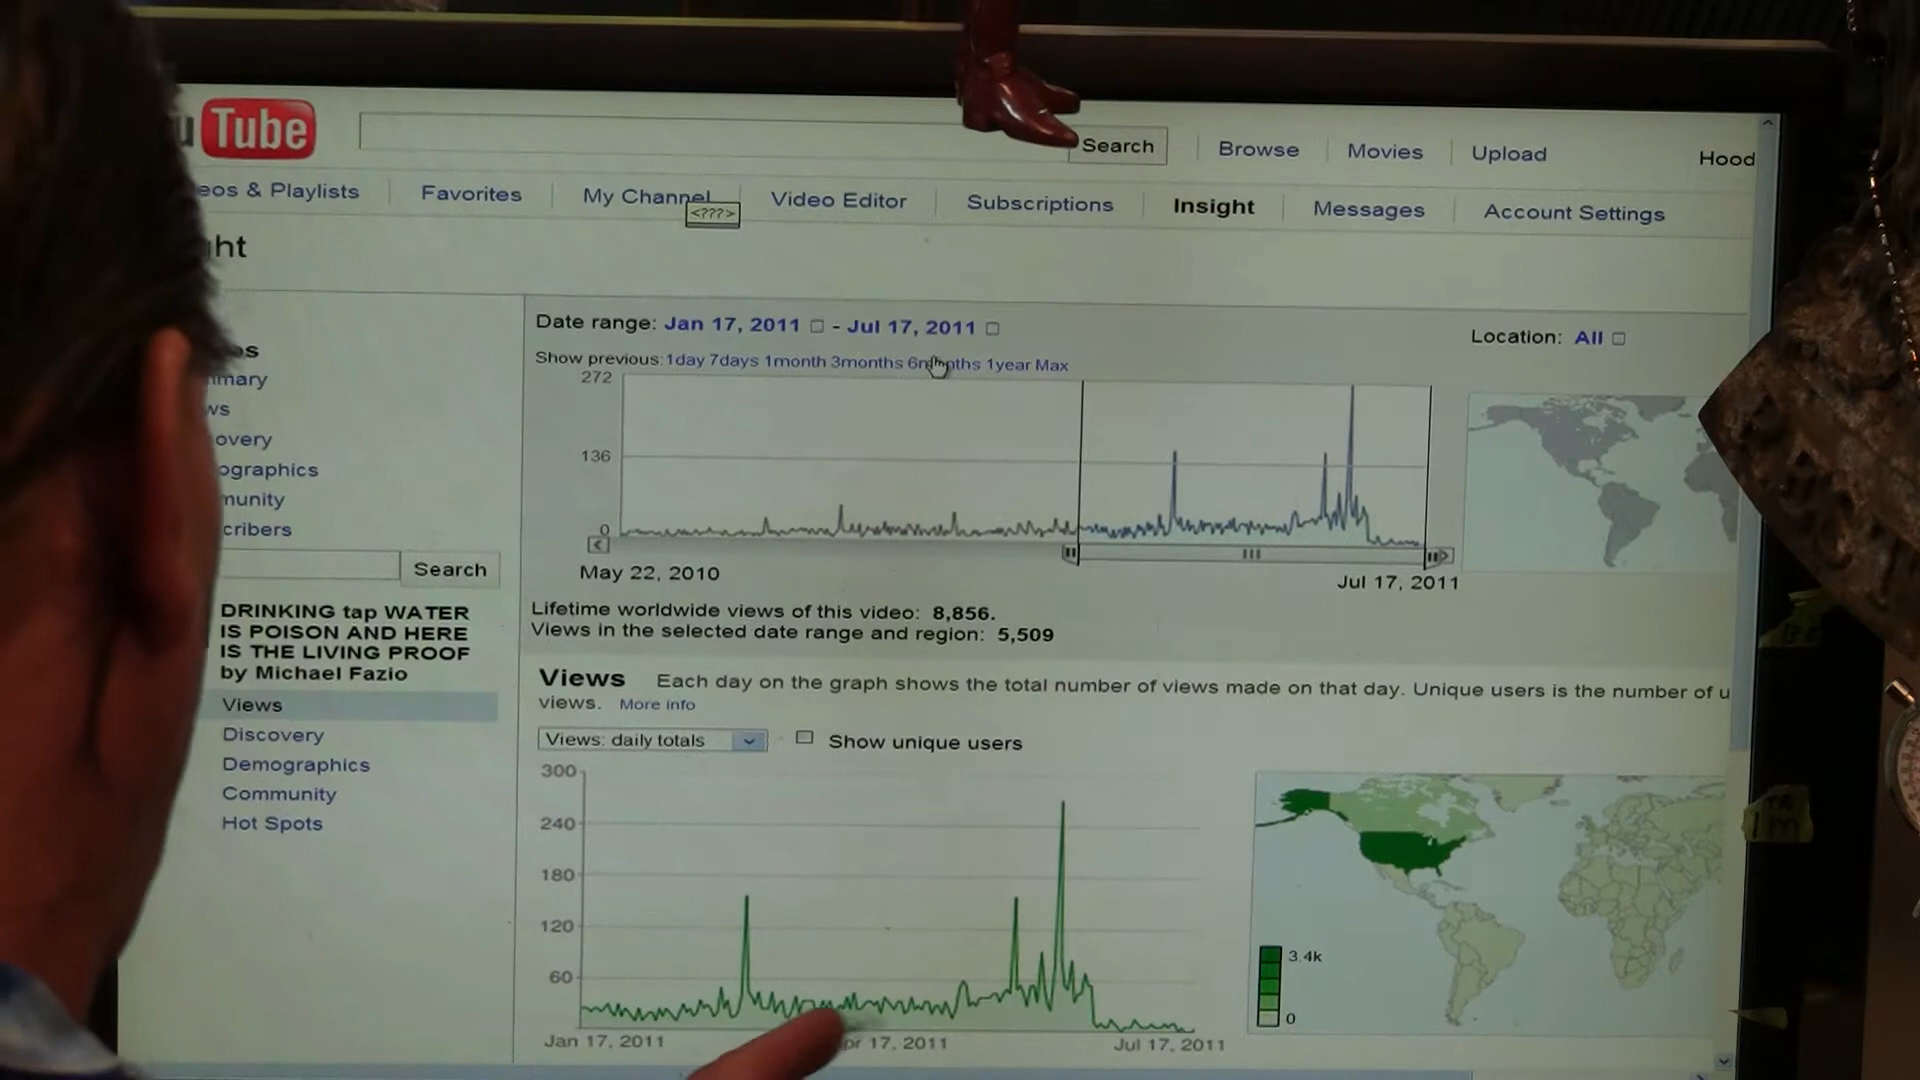 u Tube
Search
Browse
Movies
Upload
Hood
eos & Playlists
Favorites
My Channel
Video Editor
Subscriptions
Insight
Messages
Account Settings
<???>
ght
Date range: Jan 17, 2011 - Jul 17, 2011
Location: All
Show previous: 1day 7days 1month 3months 6months 1year Max
272
136
0
May 22, 2010
Jul 17, 2011
os
mmary
ws
overy
ographics
munity
cribers
Search
Lifetime worldwide views of this video: 8,856.
Views in the selected date range and region: 5,509
DRINKING tap WATER
IS POISON AND HERE
IS THE LIVING PROOF
by Michael Fazio
Views
Discovery
Demographics
Community
Hot Spots
Views Each day on the graph shows the total number of views made on that day. Unique users is the number of u
views. More info
Views: daily totals
Show unique users
300
240
180
120
60
Jan 17, 2011
pr 17, 2011
Jul 17, 2011
3.4k
0